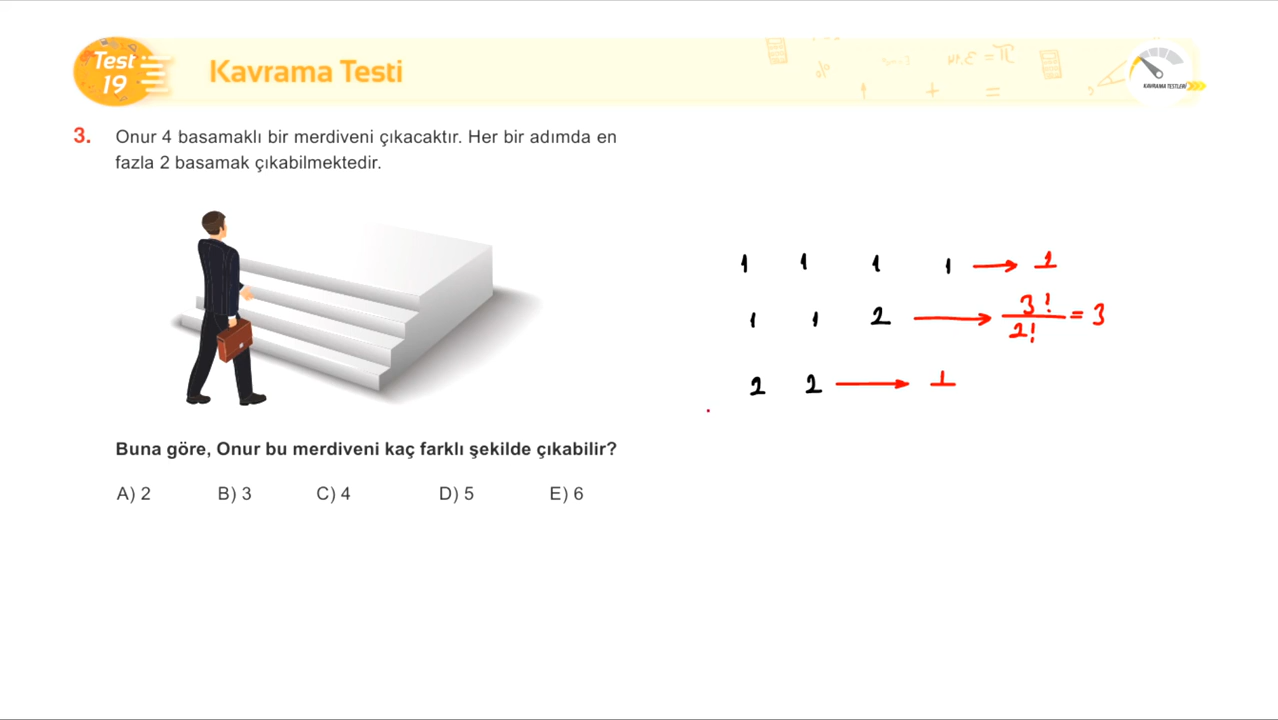 Test
19
Kavrama Testi
KAVRAMA TESTLERİ
3. Onur 4 basamaklı bir merdiveni çıkacaktır. Her bir adımda en
fazla 2 basamak çıkabilmektedir.
1 1 1 1 → 1
1 1 2 → 3!/2! = 3
2 2 → 1
Buna göre, Onur bu merdiveni kaç farklı şekilde çıkabilir?
A) 2 B) 3 C) 4 D) 5 E) 6